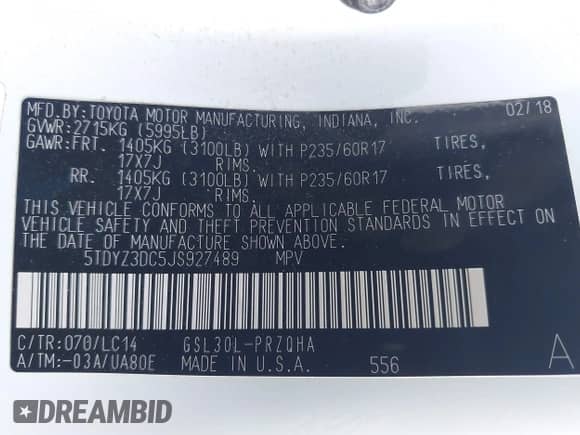 MFD.BY:TOYOTA MOTOR MANUFACTURING, INDIANA, INC. 02/18
GVWR:2715KG (5995LB)
GAWR:FRT. 1405KG (3100LB) WITH P235/60R17 TIRES,
17X7J RIMS.
RR. 1405KG (3100LB) WITH P235/60R17 TIRES,
17X7J RIMS.
THIS VEHICLE CONFORMS TO ALL APPLICABLE FEDERAL MOTOR
VEHICLE SAFETY AND THEFT PREVENTION STANDARDS IN EFFECT ON
THE DATE OF MANUFACTURE SHOWN ABOVE.
5TDYZ3DC5JS927489 MPV
C/TR:070/LC14 GSL30L-PRZQHA
A/TM:-03A/UA80E MADE IN U.S.A. 556 A
DREAMBID